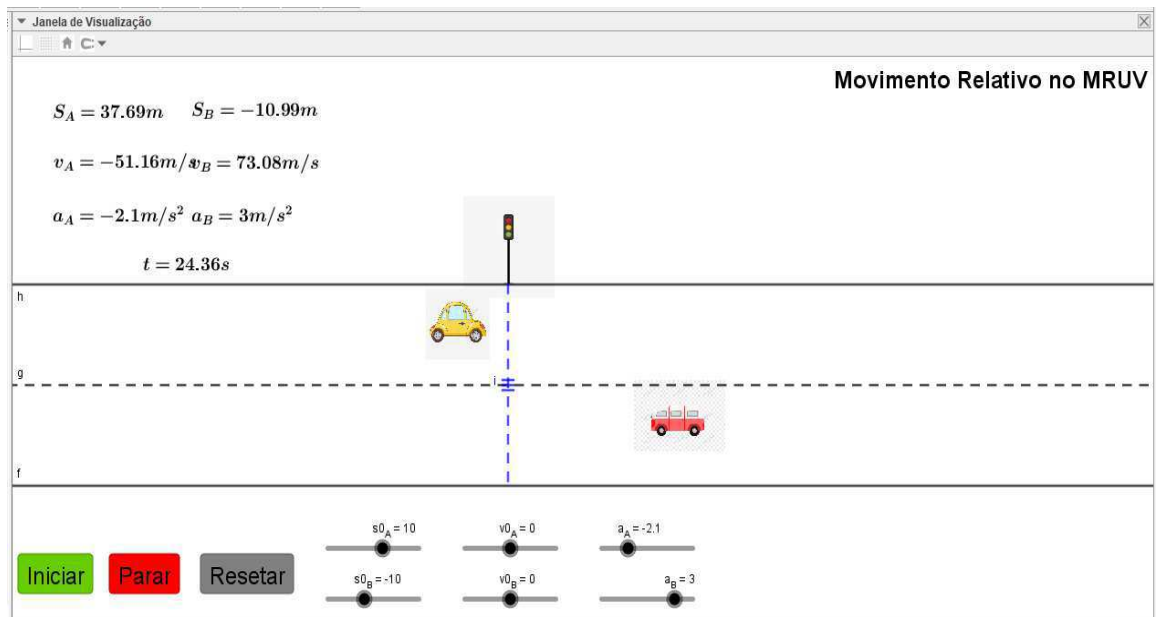 Janela de Visualização
Movimento Relativo no MRUV
S_A = 37.69m S_B = −10.99m
v_A = −51.16m/s v_B = 73.08m/s
a_A = −2.1m/s² a_B = 3m/s²
t = 24.36s
h
g
i
f
s0_A = 10 v0_A = 0 a_A = -2.1
Iniciar Parar Resetar
s0_B = -10 v0_B = 0 a_B = 3